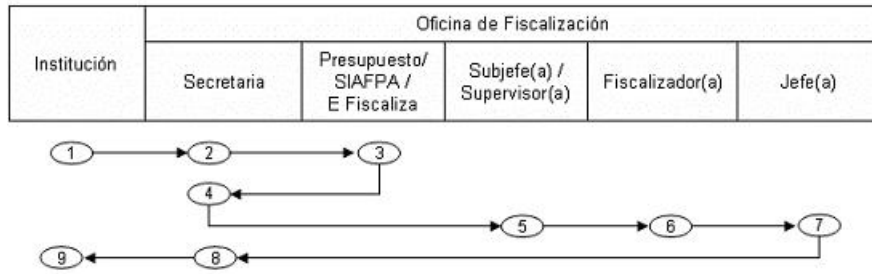 Oficina de Fiscalización
Institución
Secretaria
Presupuesto/
SIAFPA /
E Fiscaliza
Subjefe(a) /
Supervisor(a)
Fiscalizador(a)
Jefe(a)
1
2
3
4
5
6
7
9
8